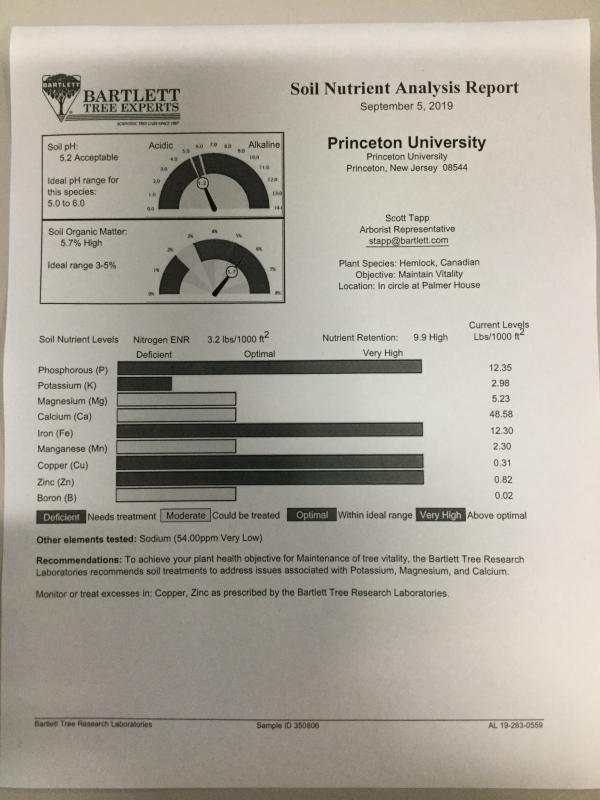 BARTLETT
BARTLETT
TREE EXPERTS
SCIENTIFIC TREE CARE SINCE 1907
Soil Nutrient Analysis Report
September 5, 2019
Soil pH:
5.2 Acceptable
Ideal pH range for
this species:
5.0 to 6.0
Acidic
Alkaline
0.0
1.0
2.0
3.0
4.0
5.0
6.0
7.0
8.0
9.0
10.0
11.0
12.0
13.0
14.0
5.2
Soil Organic Matter:
5.7% High
Ideal range 3-5%
0%
1%
2%
3%
4%
5%
6%
7%
8%
5.7
Princeton University
Princeton University
Princeton, New Jersey 08544
Scott Tapp
Arborist Representative
stapp@bartlett.com
Plant Species: Hemlock, Canadian
Objective: Maintain Vitality
Location: In circle at Palmer House
Soil Nutrient Levels Nitrogen ENR 3.2 lbs/1000 ft2 Nutrient Retention: 9.9 High
Current Levels
Lbs/1000 ft2
Deficient Optimal Very High
Phosphorous (P) 12.35
Potassium (K) 2.98
Magnesium (Mg) 5.23
Calcium (Ca) 48.58
Iron (Fe) 12.30
Manganese (Mn) 2.30
Copper (Cu) 0.31
Zinc (Zn) 0.82
Boron (B) 0.02
Deficient Needs treatment Moderate Could be treated Optimal Within ideal range Very High Above optimal
Other elements tested: Sodium (54.00ppm Very Low)
Recommendations: To achieve your plant health objective for Maintenance of tree vitality, the Bartlett Tree Research
Laboratories recommends soil treatments to address issues associated with Potassium, Magnesium, and Calcium.
Monitor or treat excesses in: Copper, Zinc as prescribed by the Bartlett Tree Research Laboratories.
Bartlett Tree Research Laboratories Sample ID 350806 AL 19-263-0559